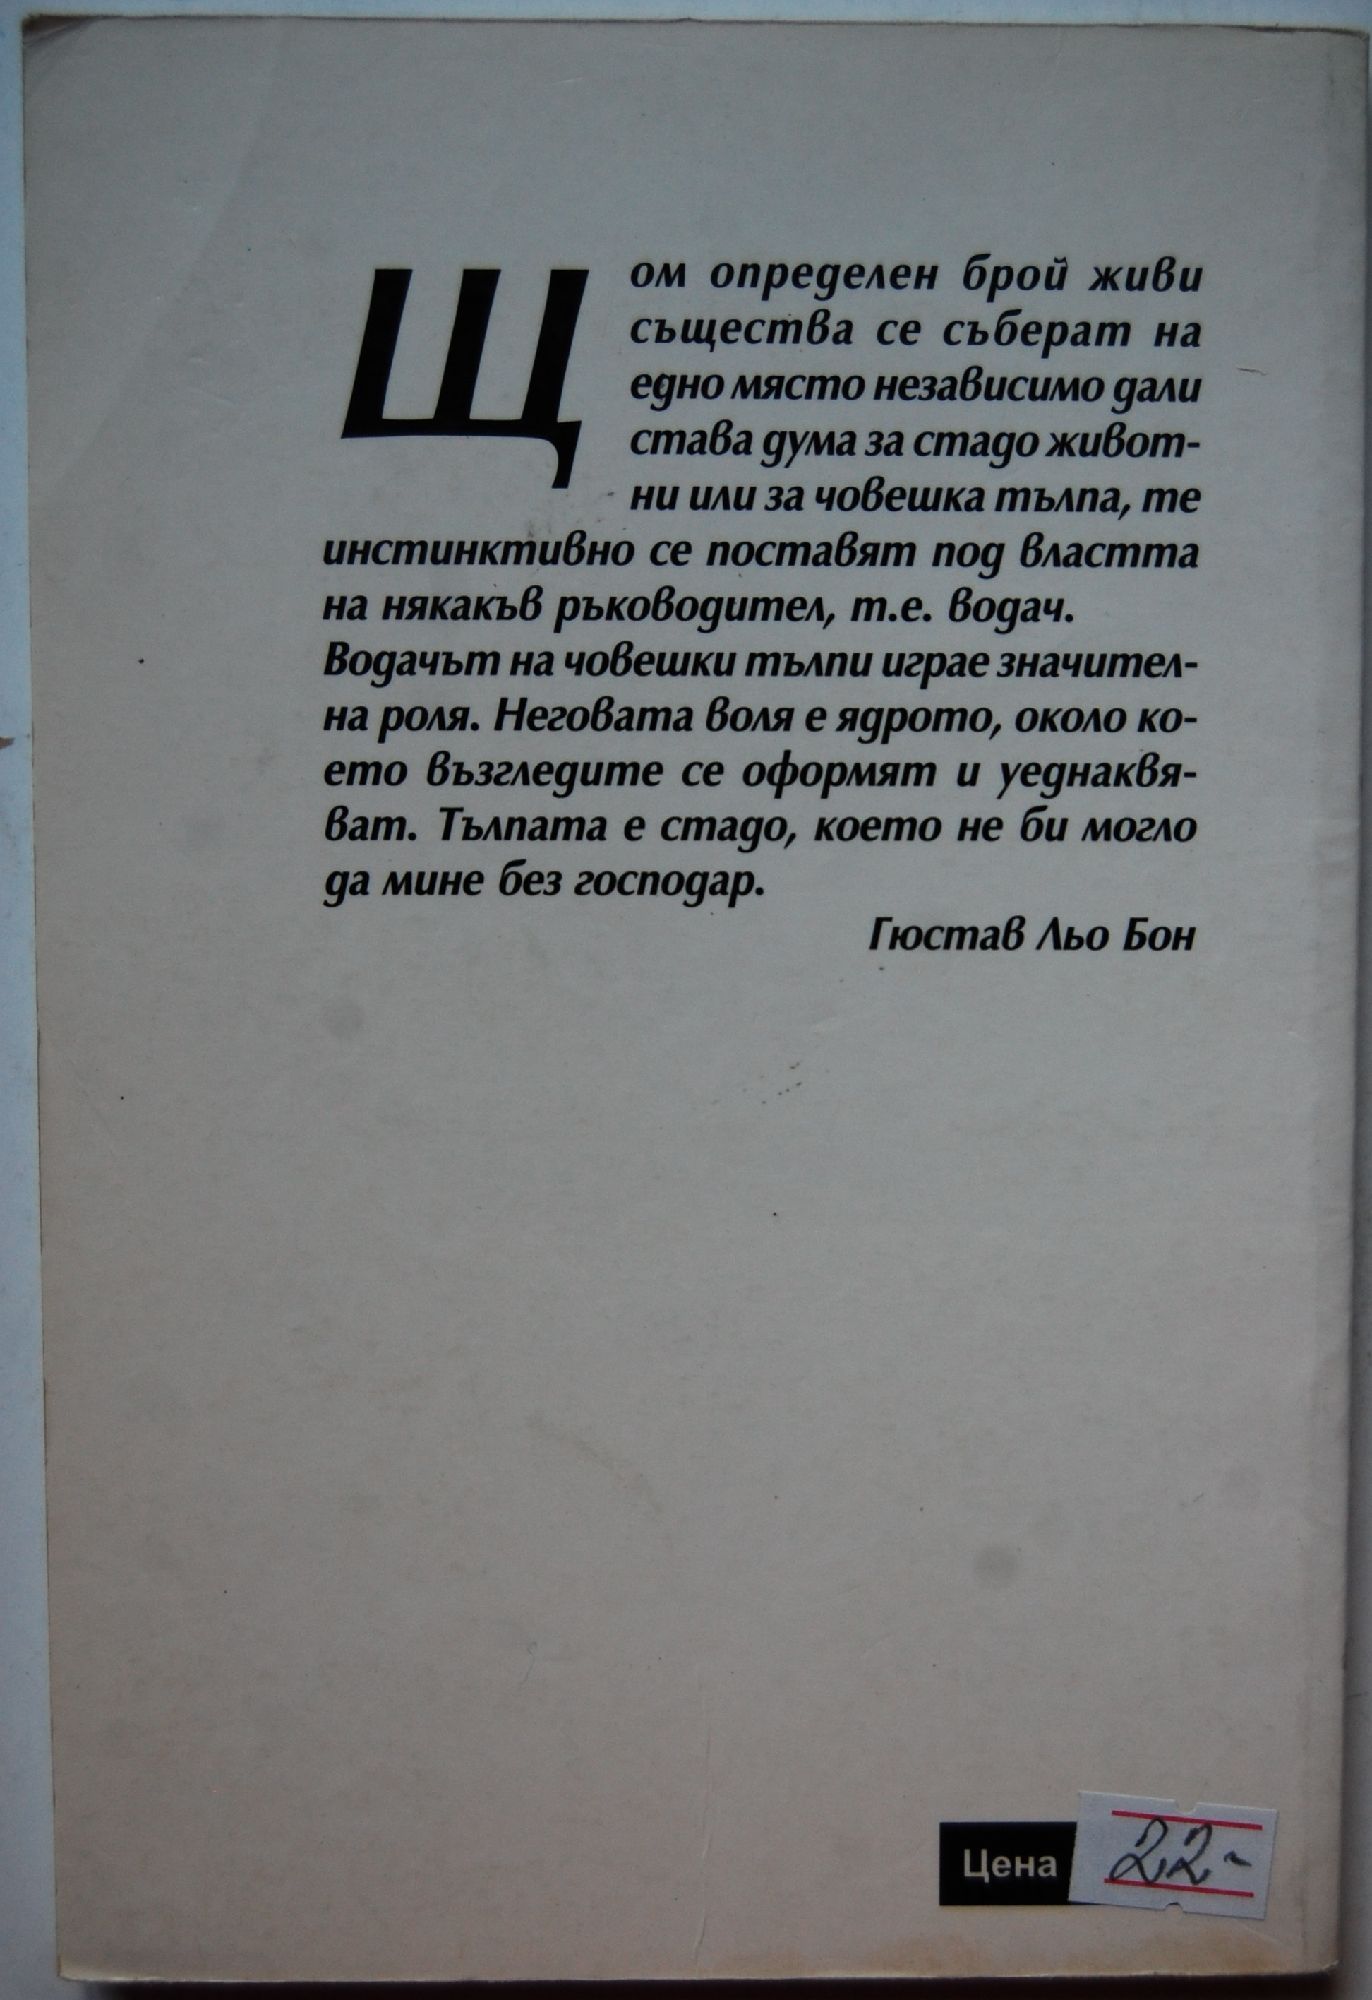 Щом определен брой живи
същества се съберат на
едно място независимо дали
става дума за стадо живот-
ни или за човешка тълпа, те
инстинктивно се поставят под властта
на някакъв ръководител, т.е. водач.
Водачът на човешки тълпи играе значител-
на роля. Неговата воля е ядрото, около ко-
ето възгледите се оформят и уеднаквя-
ват. Тълпата е стадо, което не би могло
да мине без господар.
Гюстав Льо Бон
Цена 22-